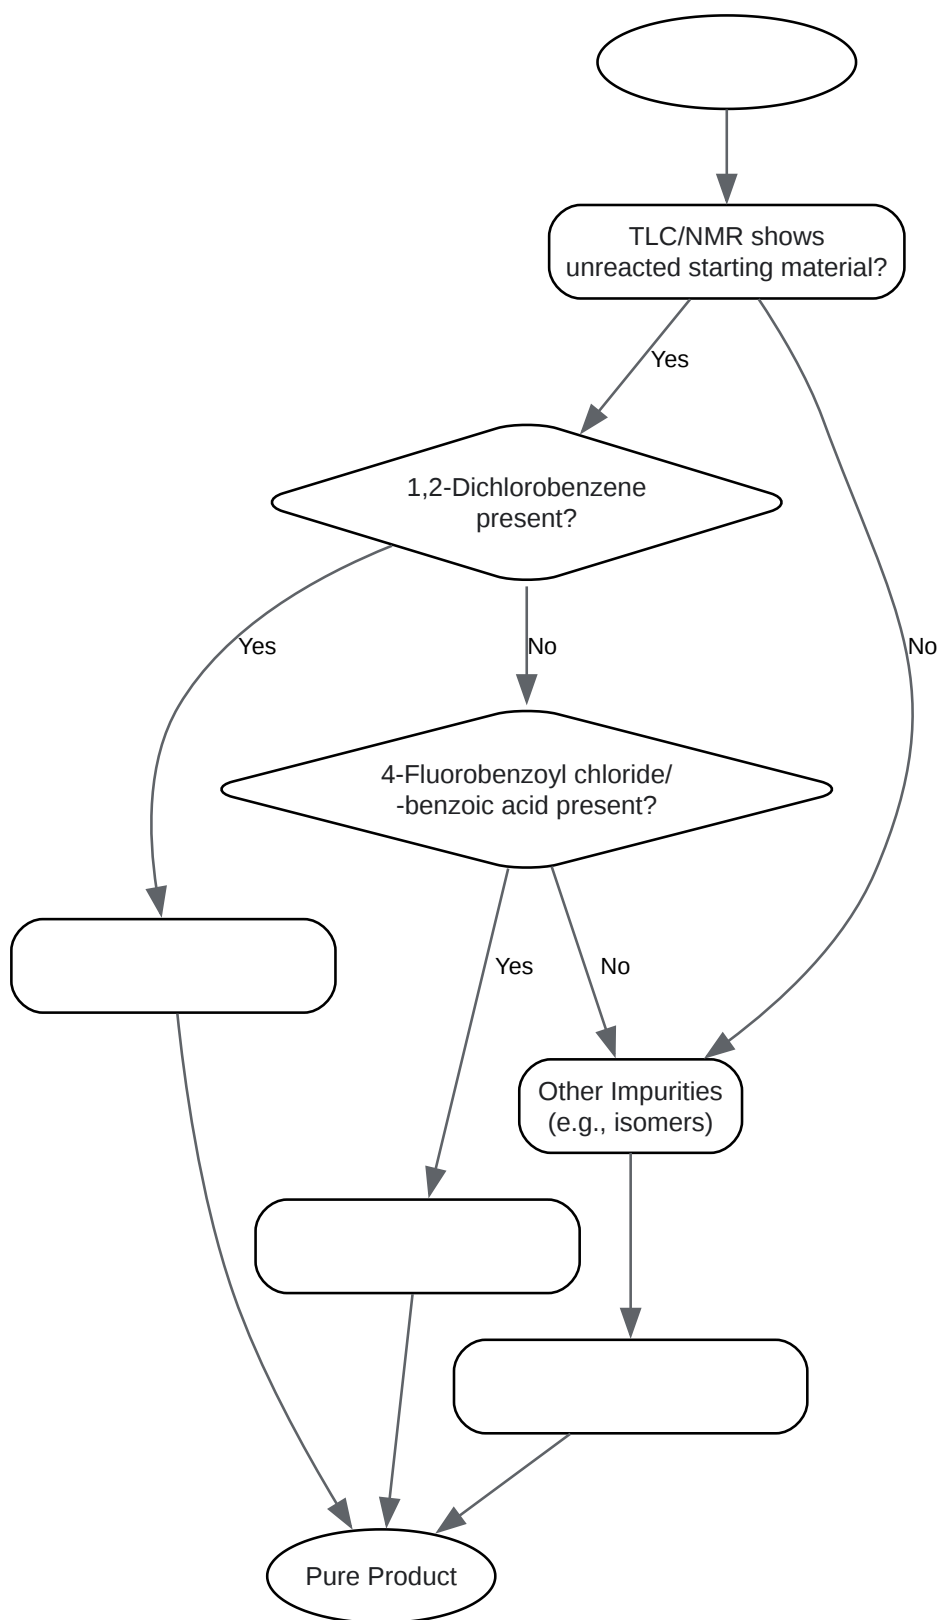 TLC/NMR shows
unreacted starting material?
Yes
1,2-Dichlorobenzene
present?
Yes
No
No
4-Fluorobenzoyl chloride/
-benzoic acid present?
Yes
No
Other Impurities
(e.g., isomers)
Pure Product